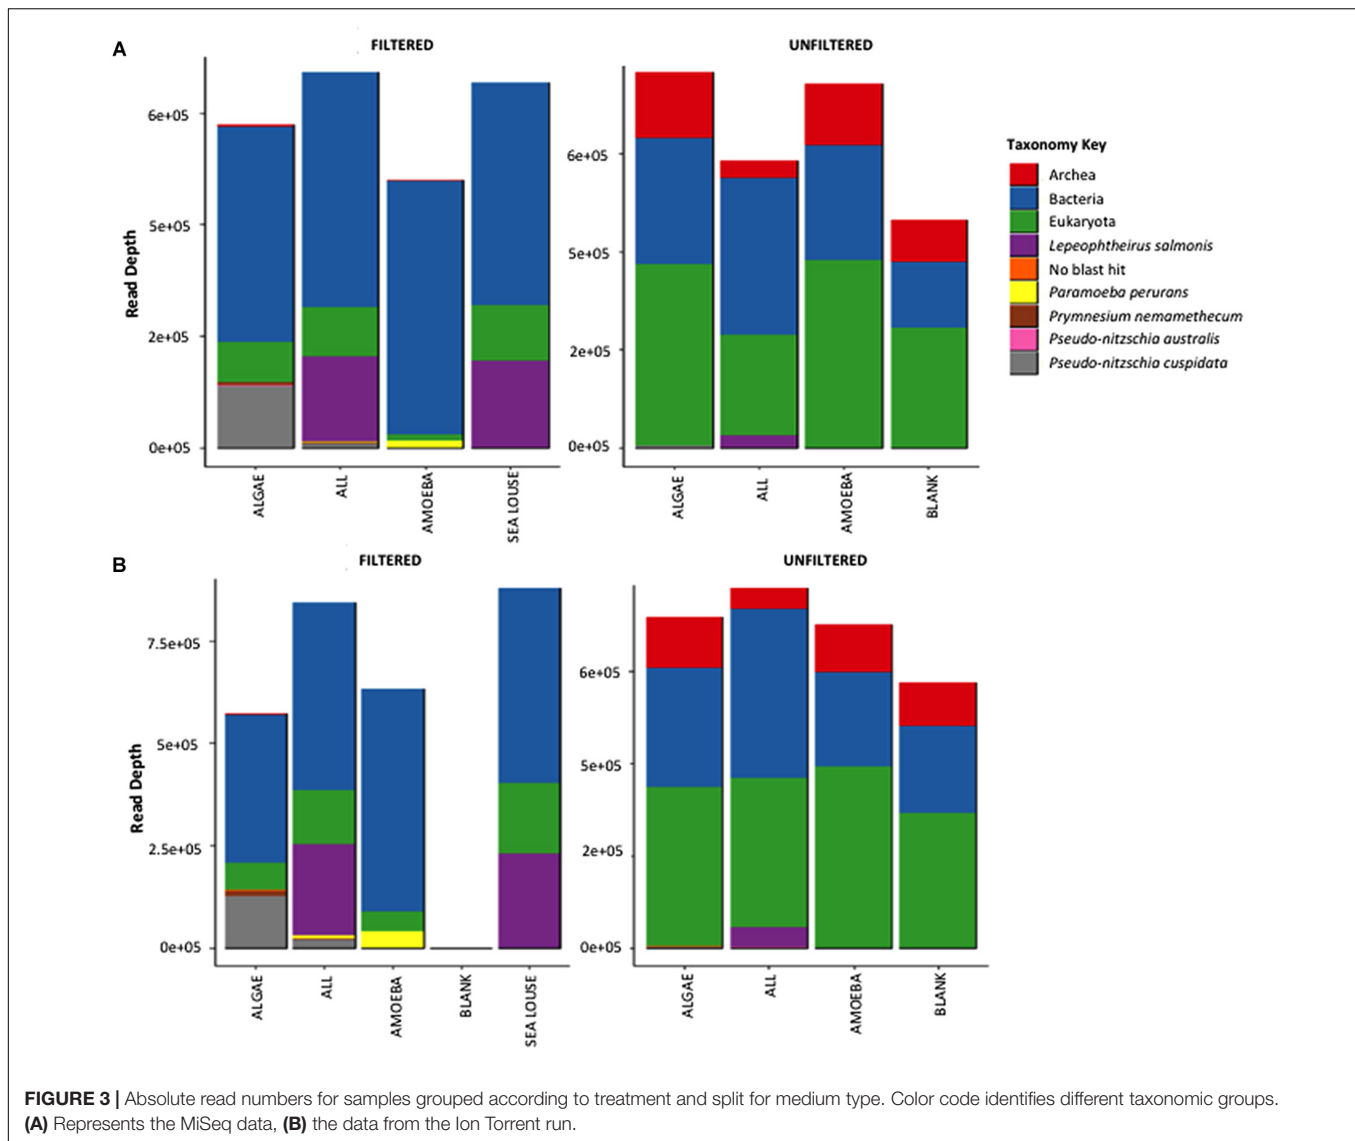 A
FILTERED
UNFILTERED
Read Depth
6e+05
5e+05
2e+05
0e+05
ALGAE
ALL
AMOEBA
SEA LOUSE
6e+05
5e+05
2e+05
0e+05
ALGAE
ALL
AMOEBA
BLANK
Taxonomy Key
Archea
Bacteria
Eukaryota
Lepeophtheirus salmonis
No blast hit
Paramoeba perurans
Prymnesium nemamethecum
Pseudo-nitzschia australis
Pseudo-nitzschia cuspidata
B
FILTERED
UNFILTERED
Read Depth
7.5e+05
5e+05
2.5e+05
0e+05
ALGAE
ALL
AMOEBA
BLANK
SEA LOUSE
6e+05
5e+05
2e+05
0e+05
ALGAE
ALL
AMOEBA
BLANK
FIGURE 3 | Absolute read numbers for samples grouped according to treatment and split for medium type. Color code identifies different taxonomic groups.
(A) Represents the MiSeq data, (B) the data from the Ion Torrent run.